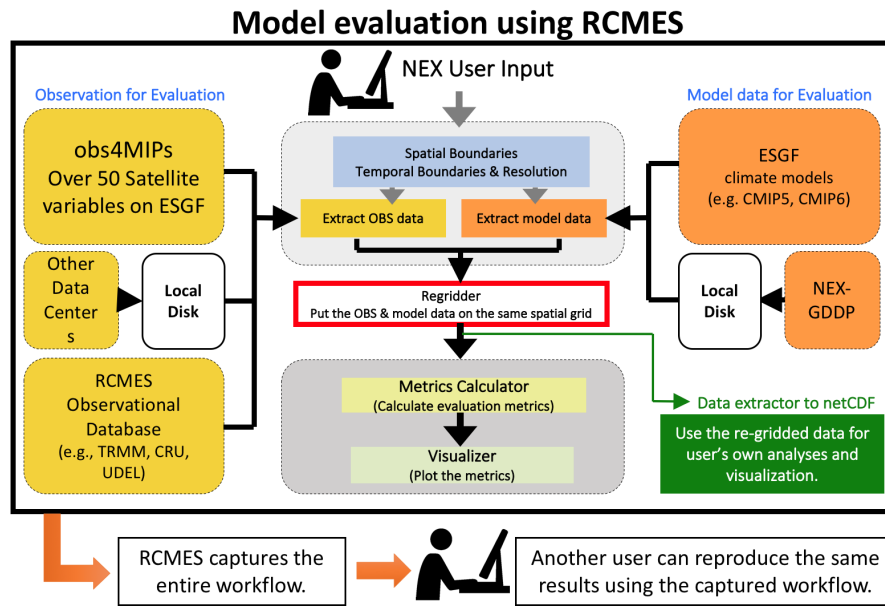 Model evaluation using RCMES
NEX User Input
Observation for Evaluation
obs4MIPs
Over 50 Satellite
variables on ESGF
Other
Data
Center
s
Local
Disk
RCMES
Observational
Database
(e.g., TRMM, CRU,
UDEL)
Spatial Boundaries
Temporal Boundaries & Resolution
Extract OBS data
Extract model data
Regridder
Put the OBS & model data on the same spatial grid
Metrics Calculator
(Calculate evaluation metrics)
Visualizer
(Plot the metrics)
Model data for Evaluation
ESGF
climate models
(e.g. CMIP5, CMIP6)
Local
Disk
NEX-
GDDP
Data extractor to netCDF
Use the re-gridded data for
user's own analyses and
visualization.
RCMES captures the
entire workflow.
Another user can reproduce the same
results using the captured workflow.